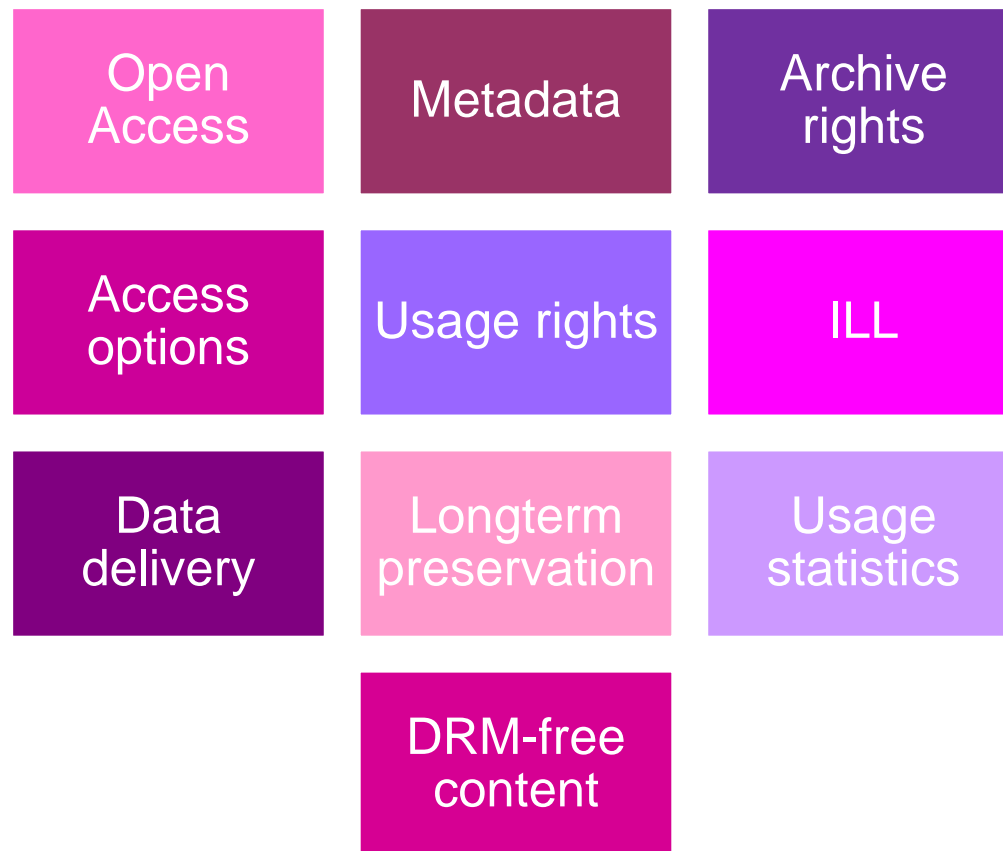 Open
Access
Metadata
Archive
rights
Access
options
Usage rights
ILL
Data
delivery
Longterm
preservation
Usage
statistics
DRM-free
content